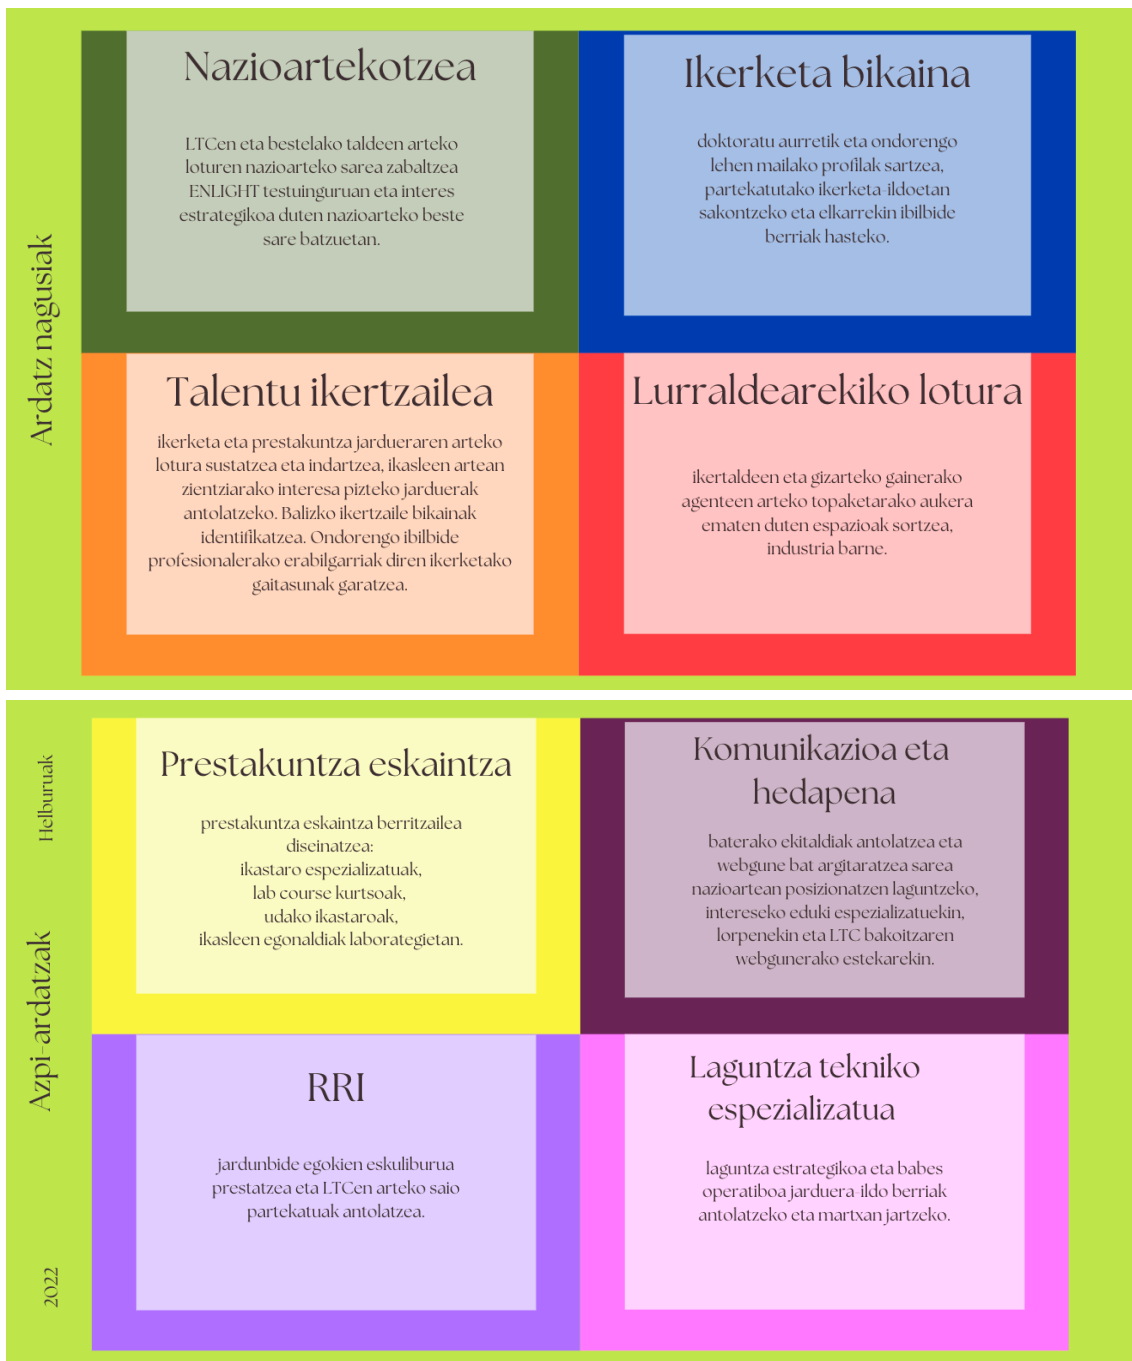 Ardatz nagusiak
Nazioartekotzea
LTCen eta bestelako taldeen arteko
loturen nazioarteko sarea zabaltzea
ENLIGHT testuinguruan eta interes
estrategikoa duten nazioarteko beste
sare batzuetan.
Ikerketa bikaina
doktoratu aurretik eta ondorengo
lehen mailako profilak sartzea,
partekatutako ikerketa-ildoetan
sakontzeko eta elkarrekin ibilbide
berriak hasteko.
Talentu ikertzailea
ikerketa eta prestakuntza jardueraren arteko
lotura sustatzea eta indartzea, ikasleen artean
zientziarako interesa pizteko jarduerak
antolatzeko. Balizko ikertzaile bikainak
identifikatzea. Ondorengo ibilbide
profesionalerako erabilgarriak diren ikerketako
gaitasunak garatzea.
Lurraldearekiko lotura
ikertaldeen eta gizarteko gainerako
agenteen arteko topaketarako aukera
ematen duten espazioak sortzea,
industria barne.
Helburuak
Azpi-ardatzak
2022
Prestakuntza eskaintza
prestakuntza eskaintza berritzailea
diseinatzea:
ikastaro espezializatuak,
lab course kurtsoak,
udako ikastaroak,
ikasleen egonaldiak laborategietan.
Komunikazioa eta
hedapena
baterako ekitaldiak antolatzea eta
webgune bat argitaratzea sarea
nazioartean posizionatzen laguntzeko,
intereseko eduki espezializatuekin,
lorpenekin eta LTC bakoitzaren
webgunerako estekarekin.
RRI
jardunbide egokien eskuliburua
prestatzea eta LTCen arteko saio
partekatuak antolatzea.
Laguntza tekniko
espezializatua
laguntza estrategikoa eta babes
operatiboa jarduera-ildo berriak
antolatzeko eta martxan jartzeko.